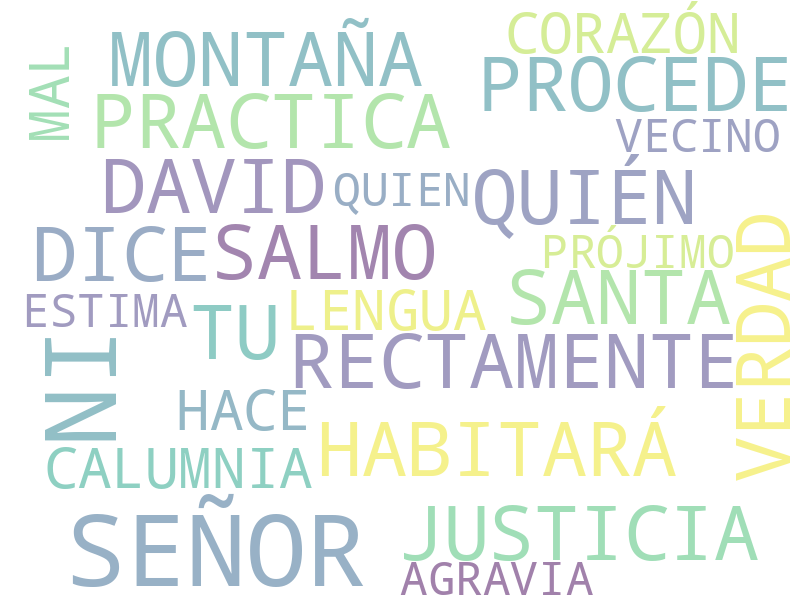 CORAZÓN
MONTAÑA
PROCEDE
MAL
PRACTICA
VECINO
DAVID
QUIEN
QUIÉN
DICE
SALMO
PRÓJIMO
VERDAD
SANTA
ESTIMA
TU
LENGUA
RECTAMENTE
NI
HACE
HABITARÁ
CALUMNIA
SEÑOR
JUSTICIA
AGRAVIA